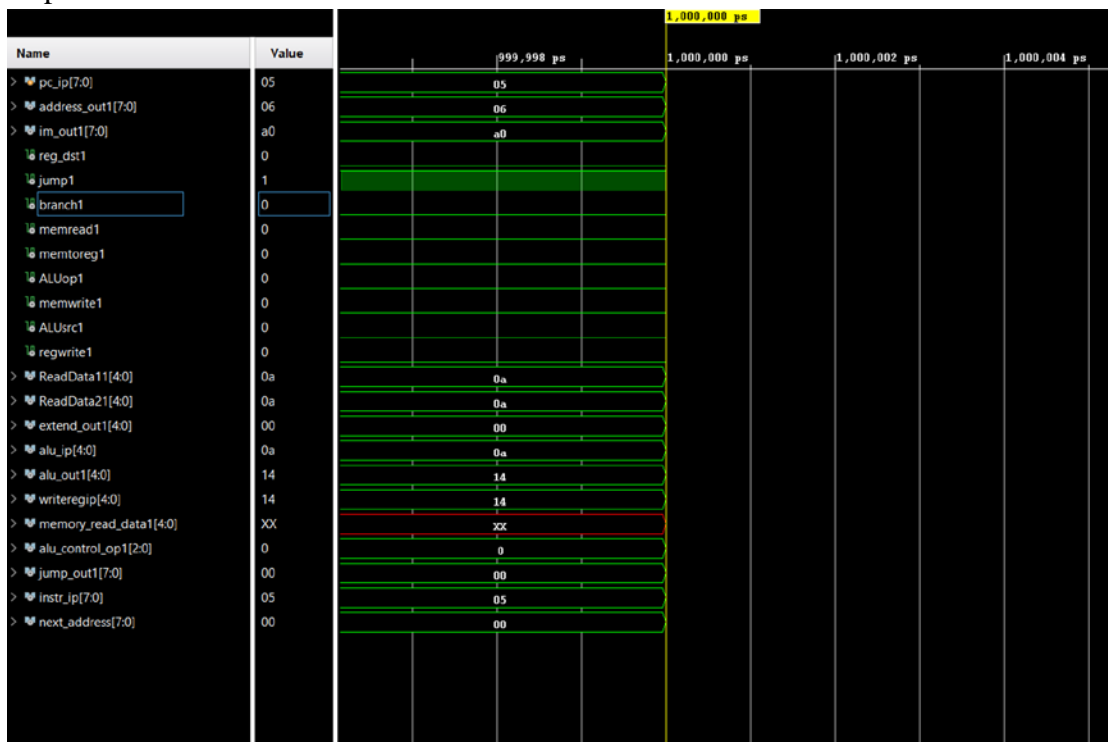 1,000,000 ps
Name Value 999,998 ps 1,000,000 ps 1,000,002 ps 1,000,004 ps
> pc_ip[7:0] 05 05
> address_out1[7:0] 06 06
> im_out1[7:0] a0 a0
reg_dst1 0
jump1 1
branch1 0
memread1 0
memtoreg1 0
ALUop1 0
memwrite1 0
ALUsrc1 0
regwrite1 0
> ReadData11[4:0] 0a 0a
> ReadData21[4:0] 0a 0a
> extend_out1[4:0] 00 00
> alu_ip[4:0] 0a 0a
> alu_out1[4:0] 14 14
> writeregip[4:0] 14 14
> memory_read_data1[4:0] XX XX
> alu_control_op1[2:0] 0 0
> jump_out1[7:0] 00 00
> instr_ip[7:0] 05 05
> next_address[7:0] 00 00